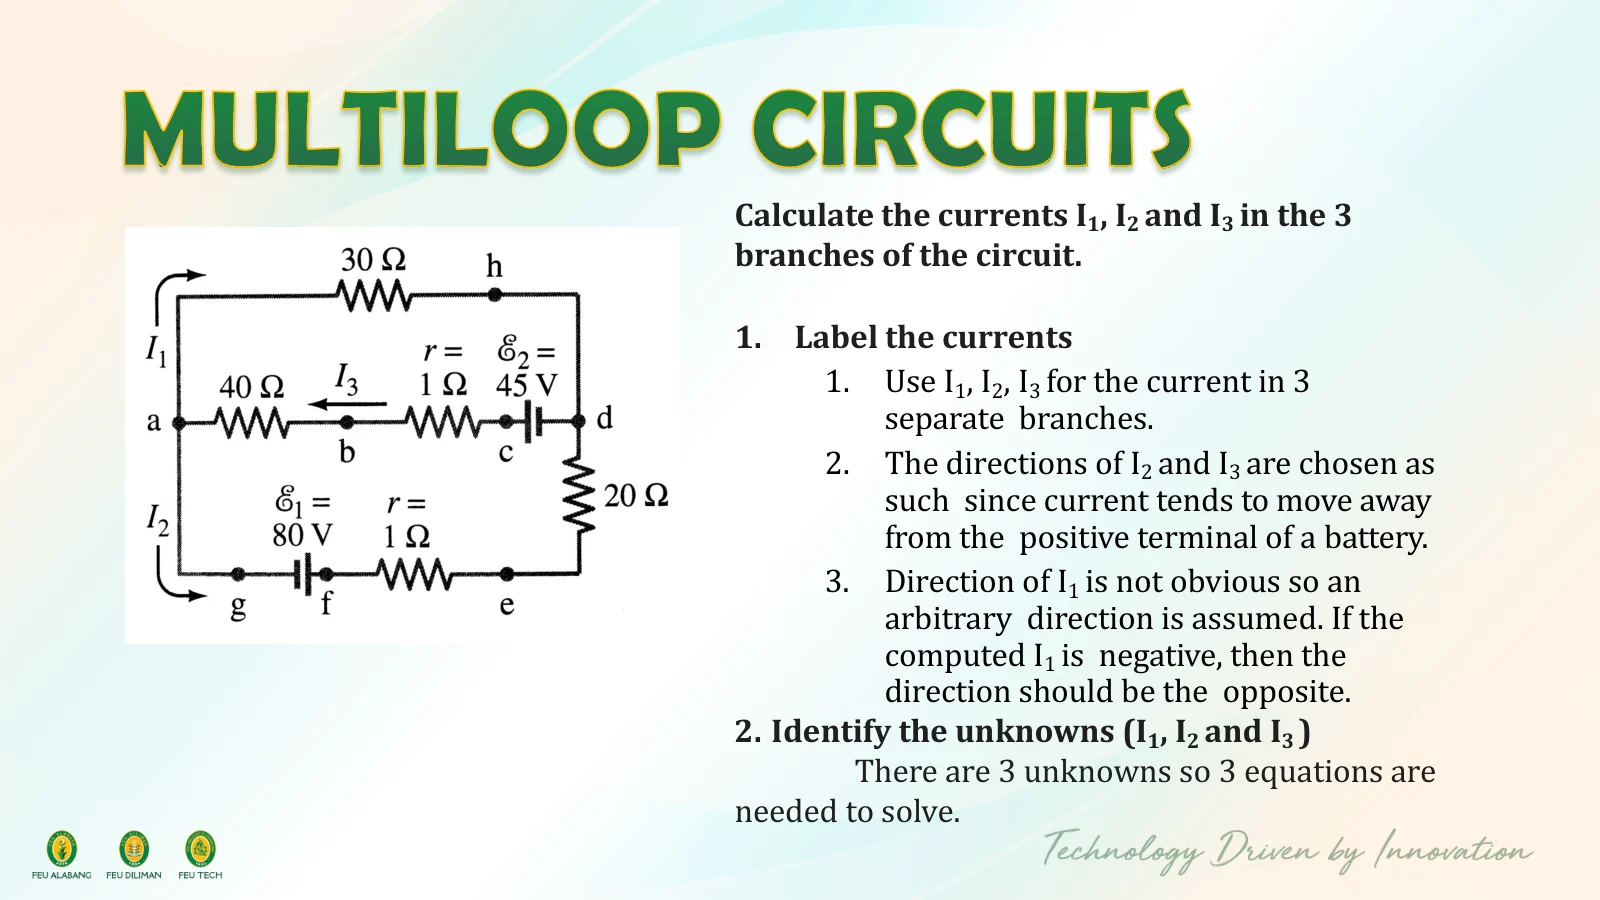 MULTILOOP CIRCUITS
30 Ω
h
I₁
r =
ℰ₂ =
40 Ω
I₃
1 Ω
45 V
a
b
c
d
I₂
ℰ₁ =
80 V
r =
1 Ω
20 Ω
g
f
e
Calculate the currents I₁, I₂ and I₃ in the 3
branches of the circuit.
1. Label the currents
1. Use I₁, I₂, I₃ for the current in 3
separate branches.
2. The directions of I₂ and I₃ are chosen as
such since current tends to move away
from the positive terminal of a battery.
3. Direction of I₁ is not obvious so an
arbitrary direction is assumed. If the
computed I₁ is negative, then the
direction should be the opposite.
2. Identify the unknowns (I₁, I₂ and I₃ )
There are 3 unknowns so 3 equations are
needed to solve.
FEU ALABANG
FEU DILIMAN
FEU TECH
Technology Driven by Innovation